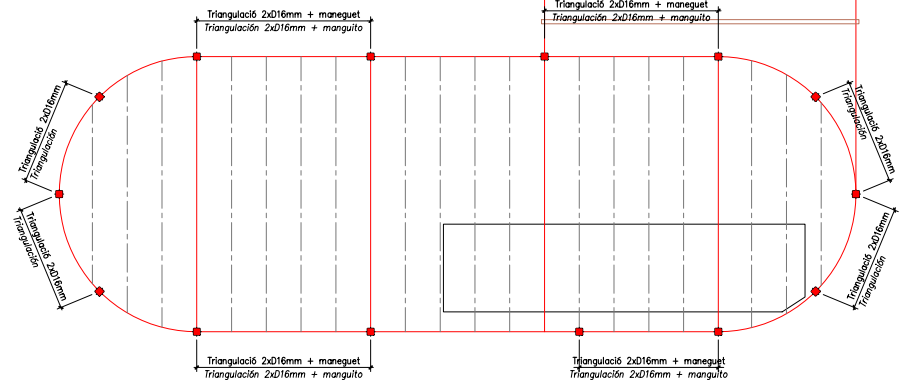 Triangulació 2xD16mm + maneguet
Triangulación 2xD16mm + manguito
Triangulació 2xD16mm + maneguet
Triangulación 2xD16mm + manguito
Triangulació 2xD16mm
Triangulación
Triangulació 2xD16mm
Triangulación
Triangulació 2xD16mm
Triangulación
Triangulació 2xD16mm
Triangulación
Triangulació 2xD16mm + maneguet
Triangulación 2xD16mm + manguito
Triangulació 2xD16mm + maneguet
Triangulación 2xD16mm + manguito